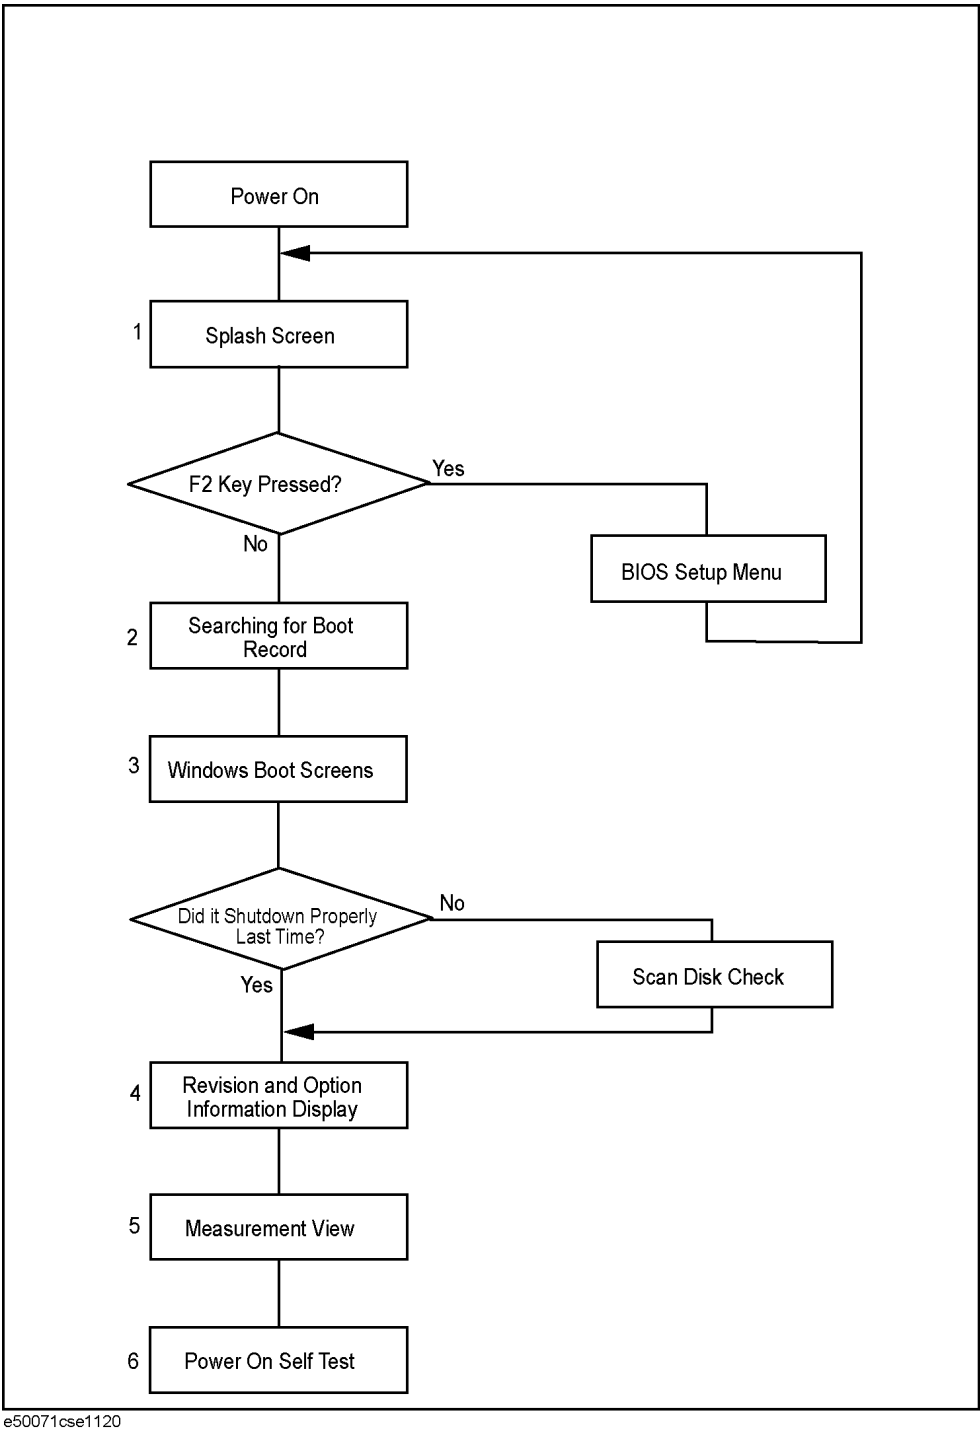 Power On
1
Splash Screen
F2 Key Pressed?
Yes
No
BIOS Setup Menu
2
Searching for Boot
Record
3
Windows Boot Screens
Did it Shutdown Properly
Last Time?
No
Yes
Scan Disk Check
4
Revision and Option
Information Display
5
Measurement View
6
Power On Self Test
e50071cse1120